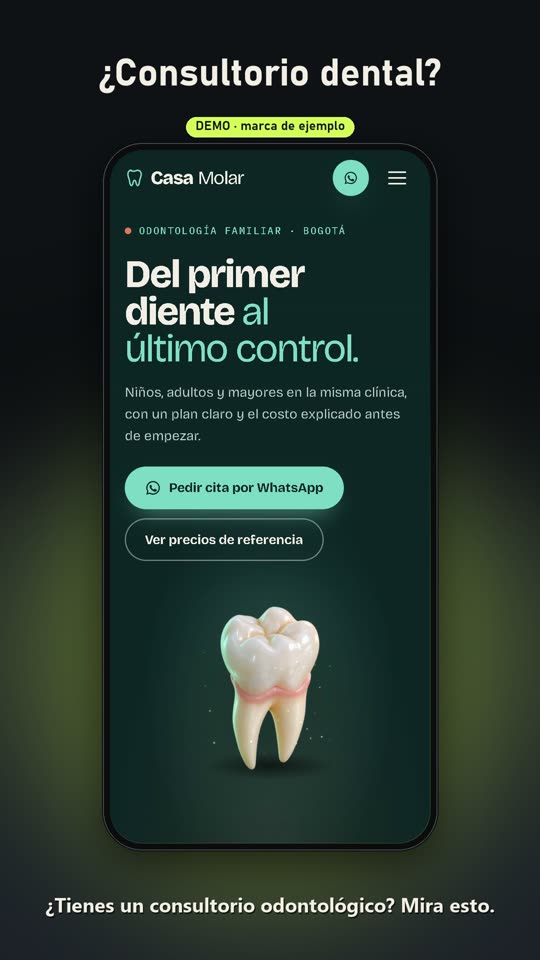 ¿Consultorio dental?
DEMO · marca de ejemplo
Casa Molar
ODONTOLOGÍA FAMILIAR · BOGOTÁ
Del primer
diente al
último control.
Niños, adultos y mayores en la misma clínica,
con un plan claro y el costo explicado antes
de empezar.
Pedir cita por WhatsApp
Ver precios de referencia
¿Tienes un consultorio odontológico? Mira esto.